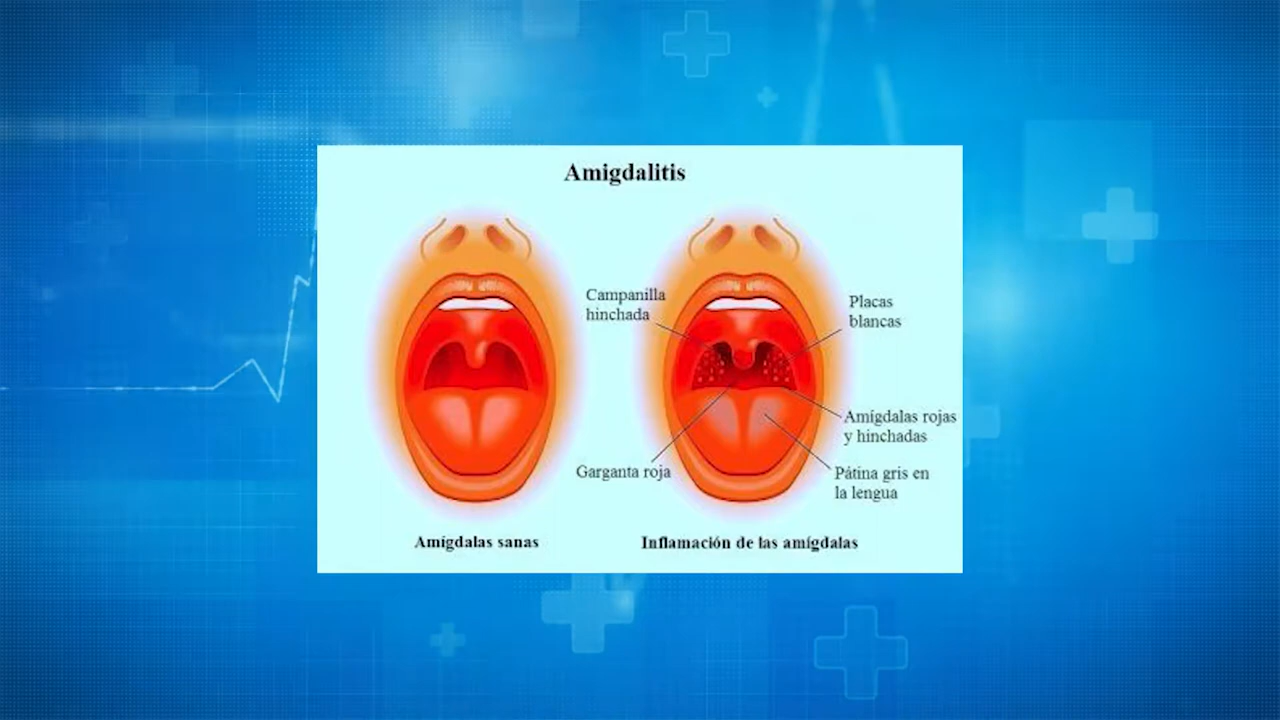 Amigdalitis
Campanilla
hinchada
Placas
blancas
Amígdalas rojas
y hinchadas
Garganta roja
Pátina gris en
la lengua
Amígdalas sanas
Inflamación de las amígdalas